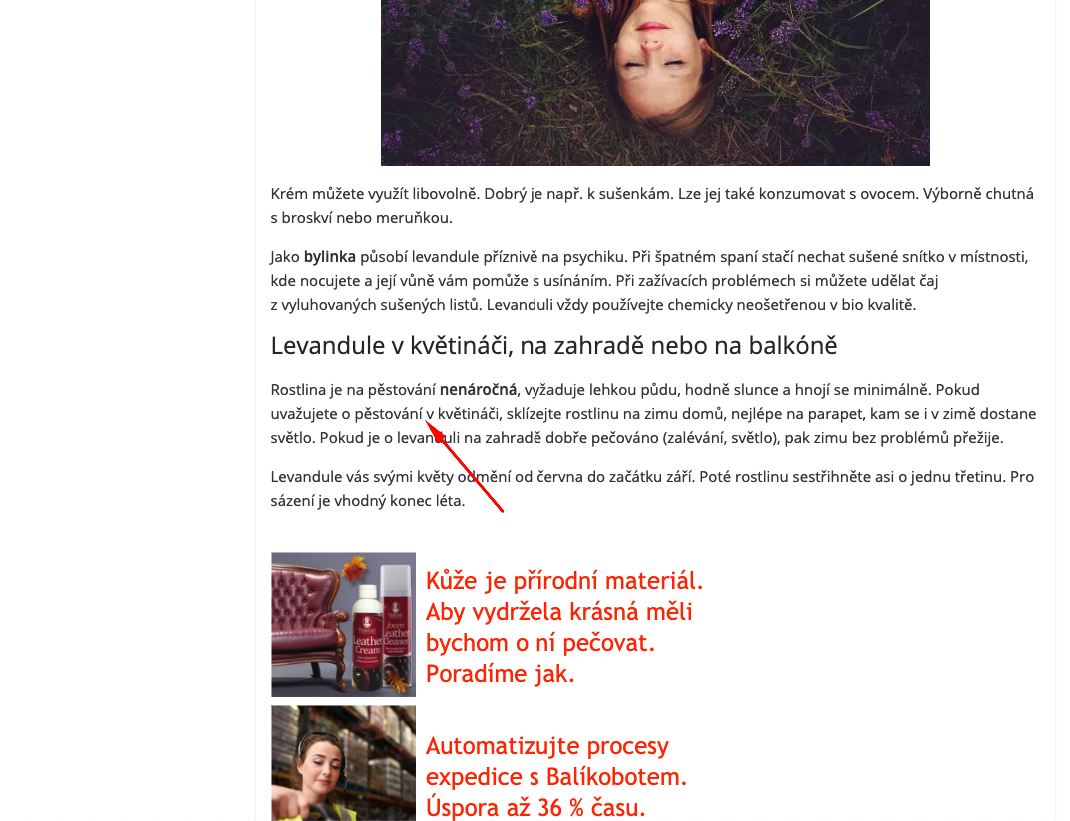 Krém můžete využít libovolně. Dobrý je např. k sušenkám. Lze jej také konzumovat s ovocem. Výborně chutná
s broskví nebo meruňkou.
Jako bylinka působí levandule příznivě na psychiku. Při špatném spaní stačí nechat sušené snítko v místnosti,
kde nocujete a její vůně vám pomůže s usínáním. Při zažívacích problémech si můžete udělat čaj
z vyluhovaných sušených listů. Levanduli vždy používejte chemicky neošetřenou v bio kvalitě.
Levandule v květináči, na zahradě nebo na balkóně
Rostlina je na pěstování nenáročná, vyžaduje lehkou půdu, hodně slunce a hnojí se minimálně. Pokud
uvažujete o pěstování v květináči, sklízejte rostlinu na zimu domů, nejlépe na parapet, kam se i v zimě dostane
světlo. Pokud je o levanduli na zahradě dobře pečováno (zalévání, světlo), pak zimu bez problémů přežije.
Levandule vás svými květy odmění od června do začátku září. Poté rostlinu sestřihněte asi o jednu třetinu. Pro
sázení je vhodný konec léta.
Leather
Cream
foam
Leather
Cleaner
Kůže je přírodní materiál.
Aby vydržela krásná měli
bychom o ní pečovat.
Poradíme jak.
Automatizujte procesy
expedice s Balíkobotem.
Úspora až 36 % času.